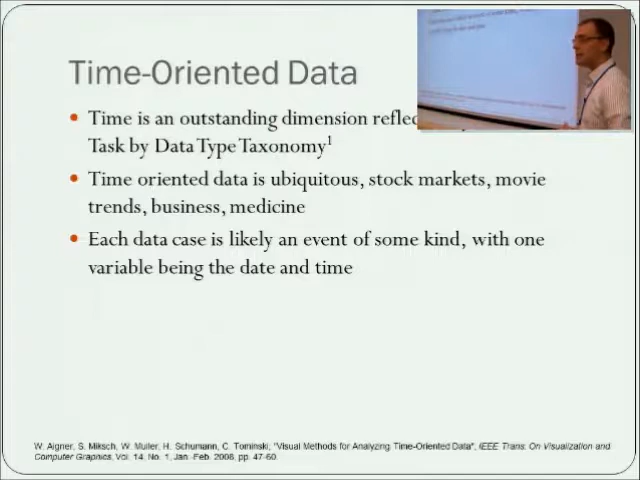 Time-Oriented Data
• Time is an outstanding dimension reflec
Task by Data Type Taxonomy1
• Time oriented data is ubiquitous, stock markets, movie
trends, business, medicine
• Each data case is likely an event of some kind, with one
variable being the date and time
W. Aigner, S. Miksch, W. Muller, H. Schumann, C. Tominski, "Visual Methods for Analyzing Time-Oriented Data", IEEE Trans. On Visualization and
Computer Graphics, Vol. 14, No. 1, Jan.-Feb. 2008, pp. 47-60.